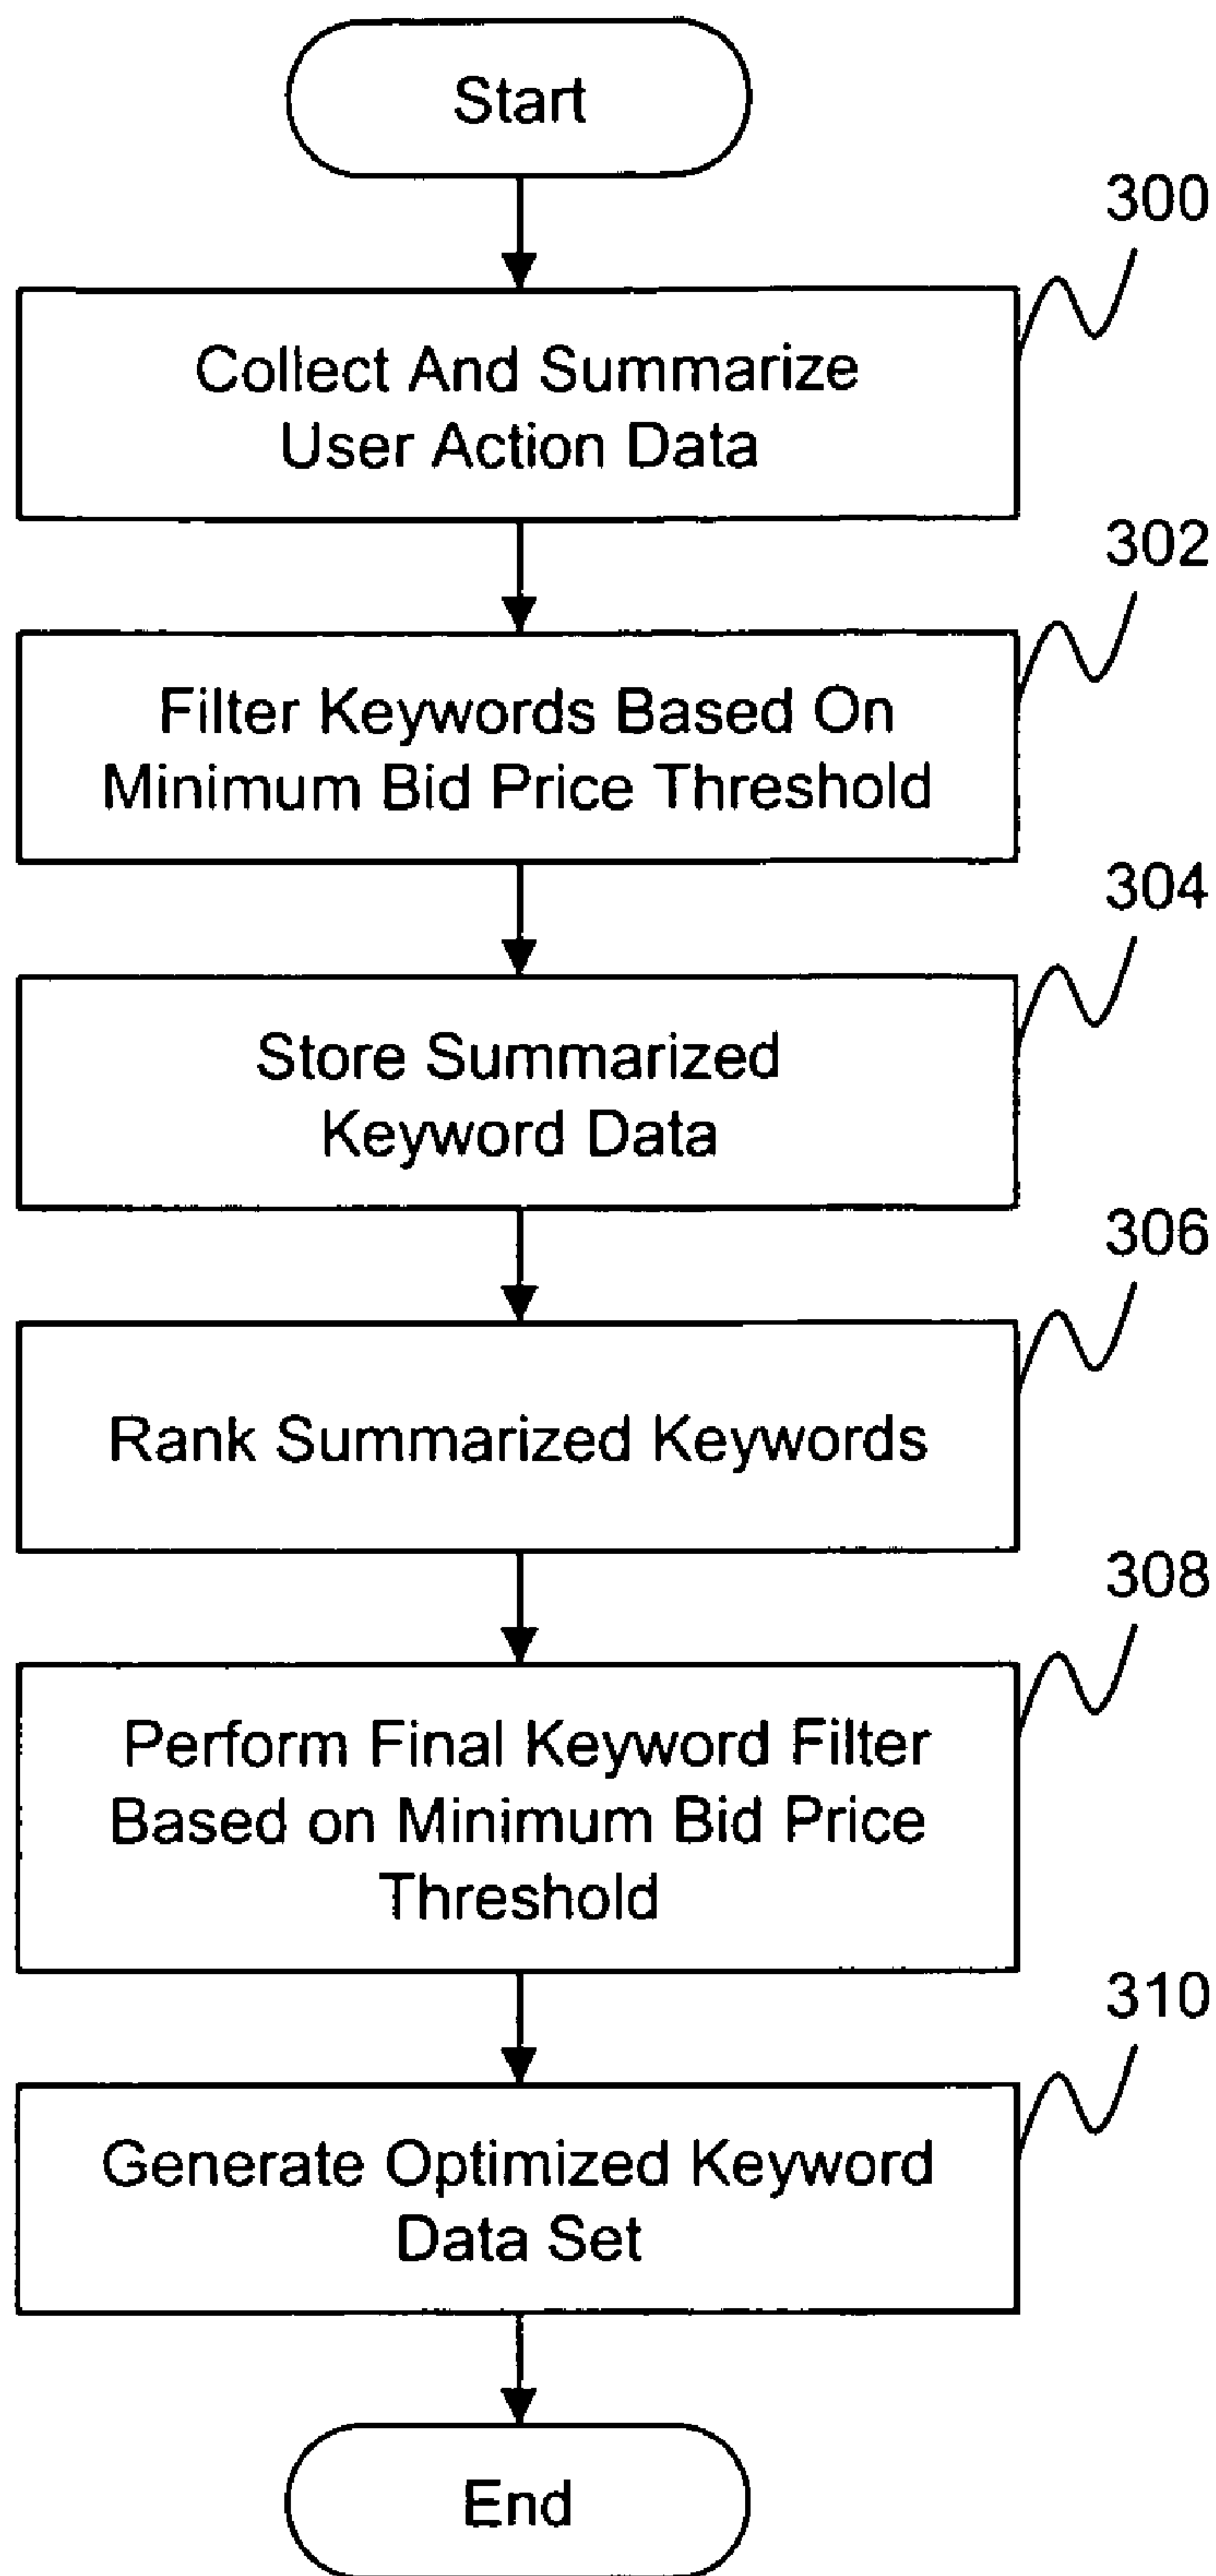 Start
300
Collect And Summarize
User Action Data
302
Filter Keywords Based On
Minimum Bid Price Threshold
304
Store Summarized
Keyword Data
306
Rank Summarized Keywords
308
Perform Final Keyword Filter
Based on Minimum Bid Price
Threshold
310
Generate Optimized Keyword
Data Set
End